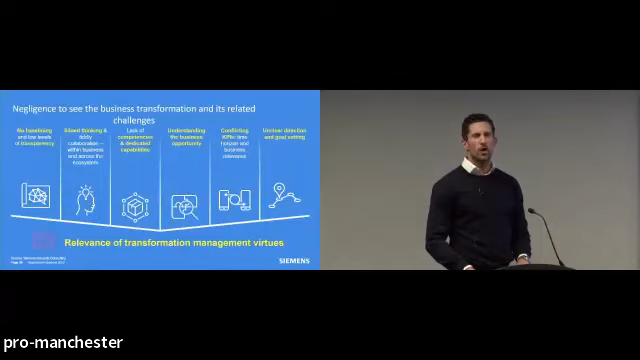 Negligence to see the business transformation and its related
challenges
No baselining
and low levels
of transparency
Siloed thinking &
fiddly
collaboration –
within business
and across the
ecosystem
Lack of
competencies
& dedicated
capabilities
Understanding
the business
opportunity
Conflicting
KPIs: time
horizon and
business
relevance
Unclear direction
and goal setting
Relevance of transformation management virtues
SIEMENS
pro-manchester